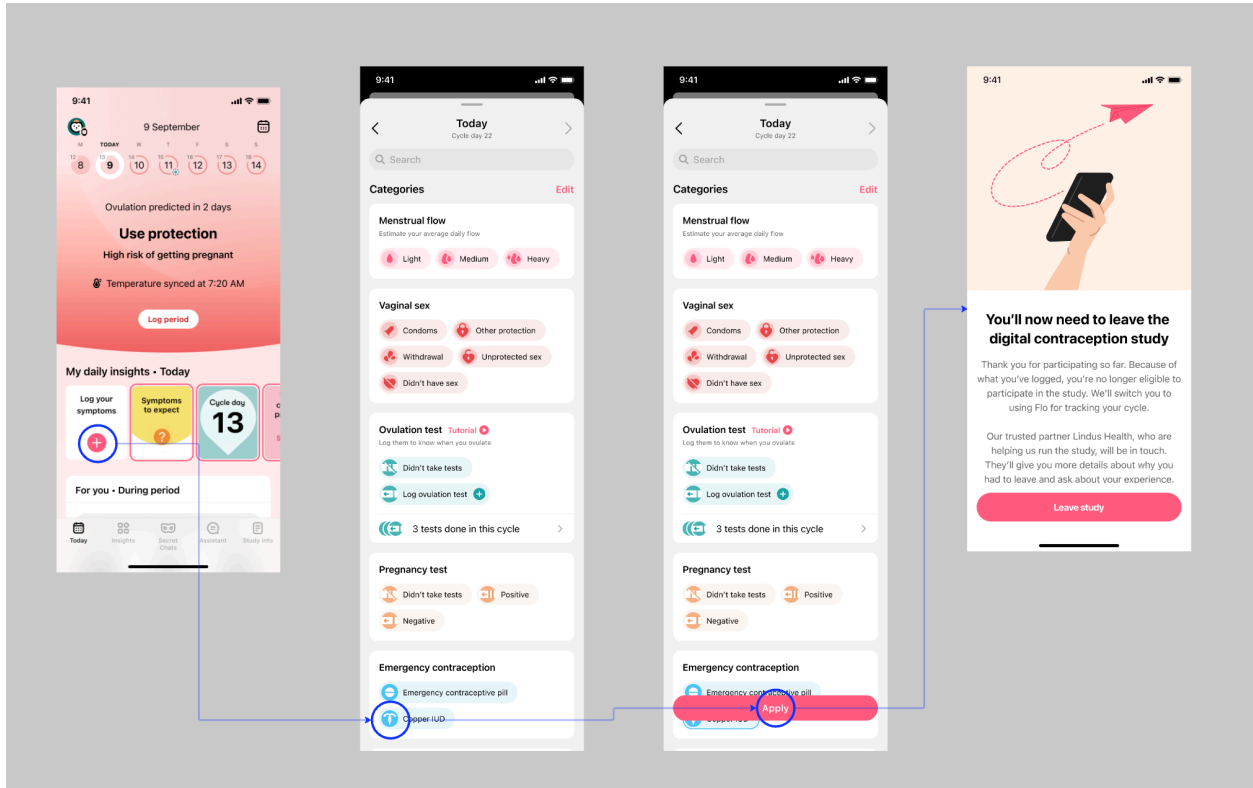 9:41
9 September
M TODAY W T F S S
12 13 14 15 16 17 18
8 9 10 11 12 13 14
Ovulation predicted in 2 days
Use protection
High risk of getting pregnant
Temperature synced at 7:20 AM
Log period
My daily insights • Today
Log your
symptoms
Symptoms
to expect
Cycle day
13
For you • During period
Today
Insights
Secret
Chats
Assistant
Study info
9:41
Today
Cycle day 22
Search
Categories
Edit
Menstrual flow
Estimate your average daily flow
Light
Medium
Heavy
Vaginal sex
Condoms
Other protection
Withdrawal
Unprotected sex
Didn't have sex
Ovulation test Tutorial
Log them to know when you ovulate
Didn't take tests
Log ovulation test
3 tests done in this cycle
Pregnancy test
Didn't take tests
Positive
Negative
Emergency contraception
Emergency contraceptive pill
Copper IUD
9:41
Today
Cycle day 22
Search
Categories
Edit
Menstrual flow
Estimate your average daily flow
Light
Medium
Heavy
Vaginal sex
Condoms
Other protection
Withdrawal
Unprotected sex
Didn't have sex
Ovulation test Tutorial
Log them to know when you ovulate
Didn't take tests
Log ovulation test
3 tests done in this cycle
Pregnancy test
Didn't take tests
Positive
Negative
Emergency contraception
Emergency contraceptive pill
Apply
Copper IUD
9:41
You'll now need to leave the
digital contraception study
Thank you for participating so far. Because of
what you've logged, you're no longer eligible to
participate in the study. We'll switch you to
using Flo for tracking your cycle.
Our trusted partner Lindus Health, who are
helping us run the study, will be in touch.
They'll give you more details about why you
had to leave and ask about your experience.
Leave study